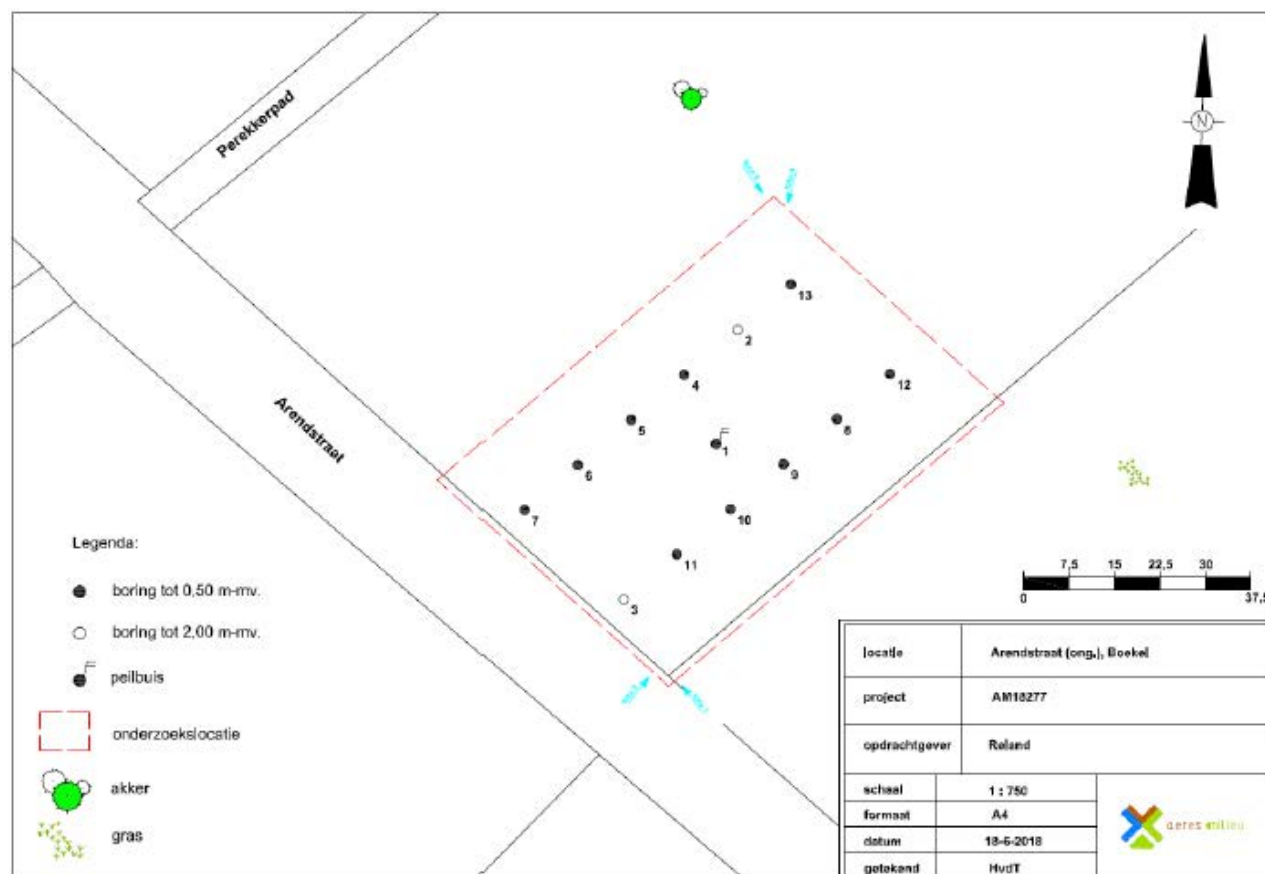 Perekkerpad
N
13
2
4
12
Arendstraat
5
8
1
6
9
7
10
Legenda:
11
boring tot 0,50 m-mv.
3
boring tot 2,00 m-mv.
peilbuis
onderzoekslocatie
akker
gras
7,5 15 22,5 30
0 37,5
locatie Arendstraat (ong.), Boekel
project AM18277
opdrachtgever Reland
schaal 1 : 750
formaat A4
datum 18-6-2018
getekend HvdT
aeres milieu